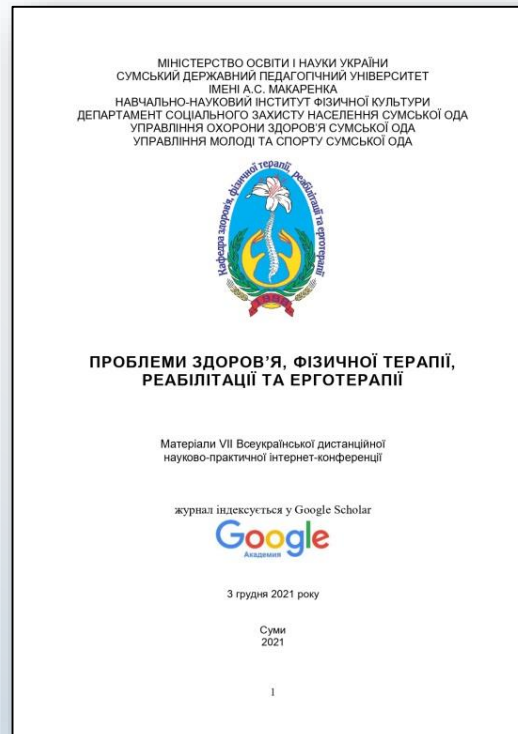 МІНІСТЕРСТВО ОСВІТИ І НАУКИ УКРАЇНИ
СУМСЬКИЙ ДЕРЖАВНИЙ ПЕДАГОГІЧНИЙ УНІВЕРСИТЕТ
ІМЕНІ А.С. МАКАРЕНКА
НАВЧАЛЬНО-НАУКОВИЙ ІНСТИТУТ ФІЗИЧНОЇ КУЛЬТУРИ
ДЕПАРТАМЕНТ СОЦІАЛЬНОГО ЗАХИСТУ НАСЕЛЕННЯ СУМСЬКОЇ ОДА
УПРАВЛІННЯ ОХОРОНИ ЗДОРОВ'Я СУМСЬКОЇ ОДА
УПРАВЛІННЯ МОЛОДІ ТА СПОРТУ СУМСЬКОЇ ОДА
Кафедра здоров'я, фізичної терапії, реабілітації та ерготерапії
1990
ПРОБЛЕМИ ЗДОРОВ'Я, ФІЗИЧНОЇ ТЕРАПІЇ,
РЕАБІЛІТАЦІЇ ТА ЕРГОТЕРАПІЇ
Матеріали VII Всеукраїнської дистанційної
науково-практичної інтернет-конференції
журнал індексується у Google Scholar
Google
Академия
3 грудня 2021 року
Суми
2021
1